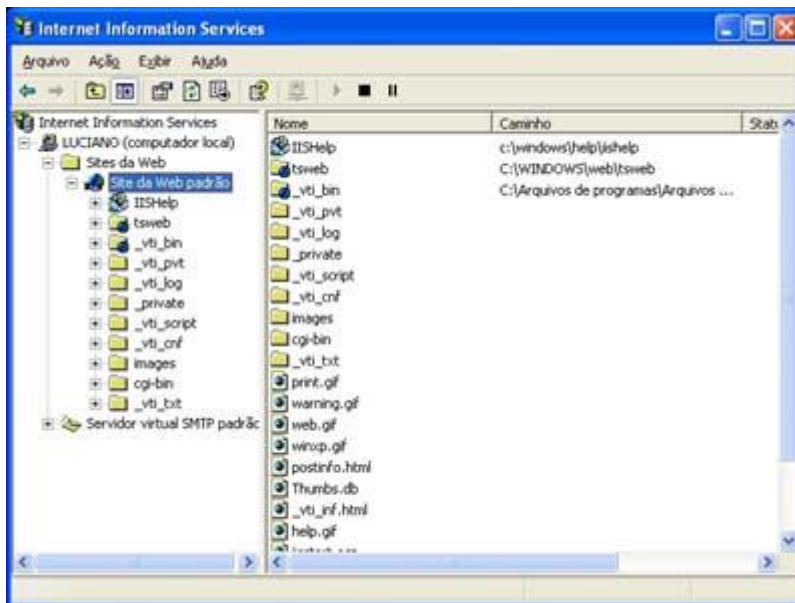 Internet Information Services
Arquivo Ação Exibir Ajuda
Internet Information Services
LUCIANO (computador local)
Sites da Web
Site da Web padrão
IISHelp
tsweb
_vti_bin
_vti_pvt
_vti_log
_private
_vti_script
_vti_cnf
images
cgi-bin
_vti_txt
Servidor virtual SMTP padrão
Nome Caminho Statu
IISHelp c:\windows\help\iishelp
tsweb C:\WINDOWS\web\tsweb
_vti_bin C:\Arquivos de programas\Arquivos ...
_vti_pvt
_vti_log
_private
_vti_script
_vti_cnf
images
cgi-bin
_vti_txt
print.gif
warning.gif
web.gif
winxp.gif
postinfo.html
Thumbs.db
_vti_inf.html
help.gif